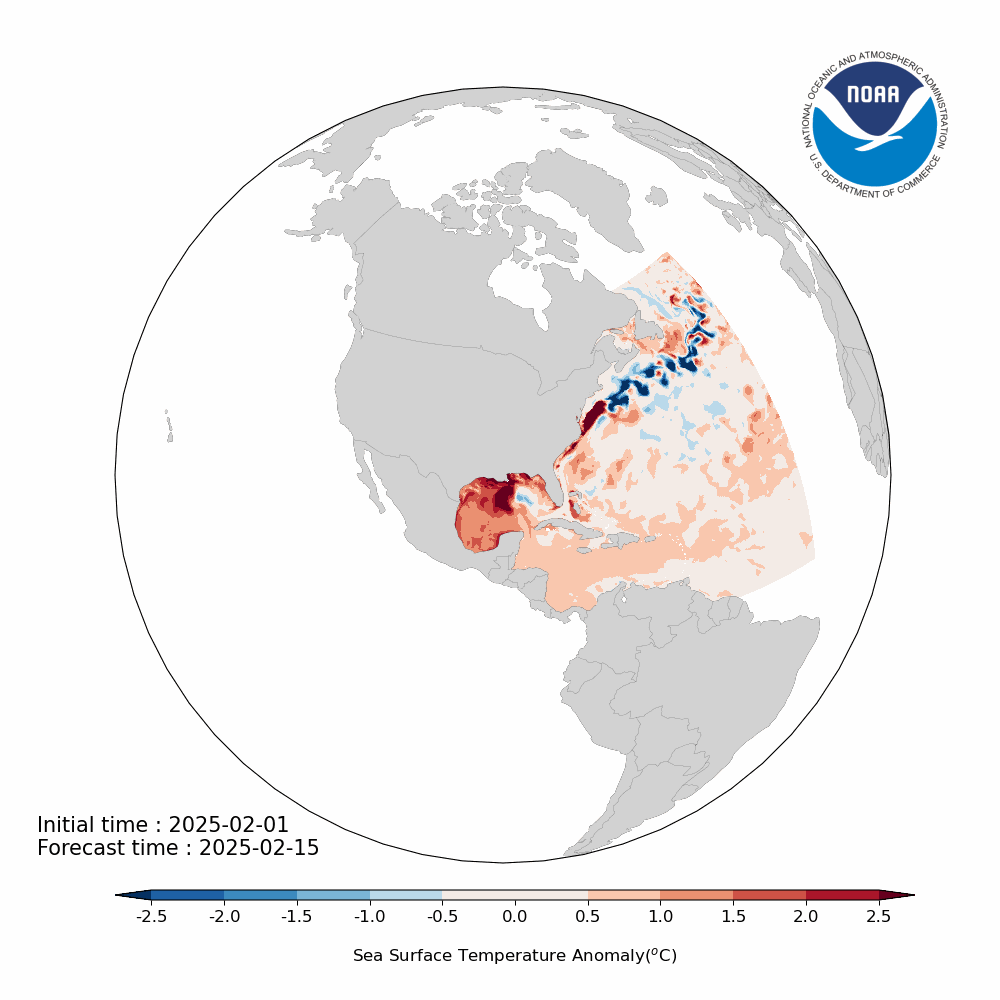 NATIONAL OCEANIC AND ATMOSPHERIC ADMINISTRATION
NOAA
U.S. DEPARTMENT OF COMMERCE
Initial time : 2025-02-01
Forecast time : 2025-02-15
-2.5 -2.0 -1.5 -1.0 -0.5 0.0 0.5 1.0 1.5 2.0 2.5
Sea Surface Temperature Anomaly(°C)